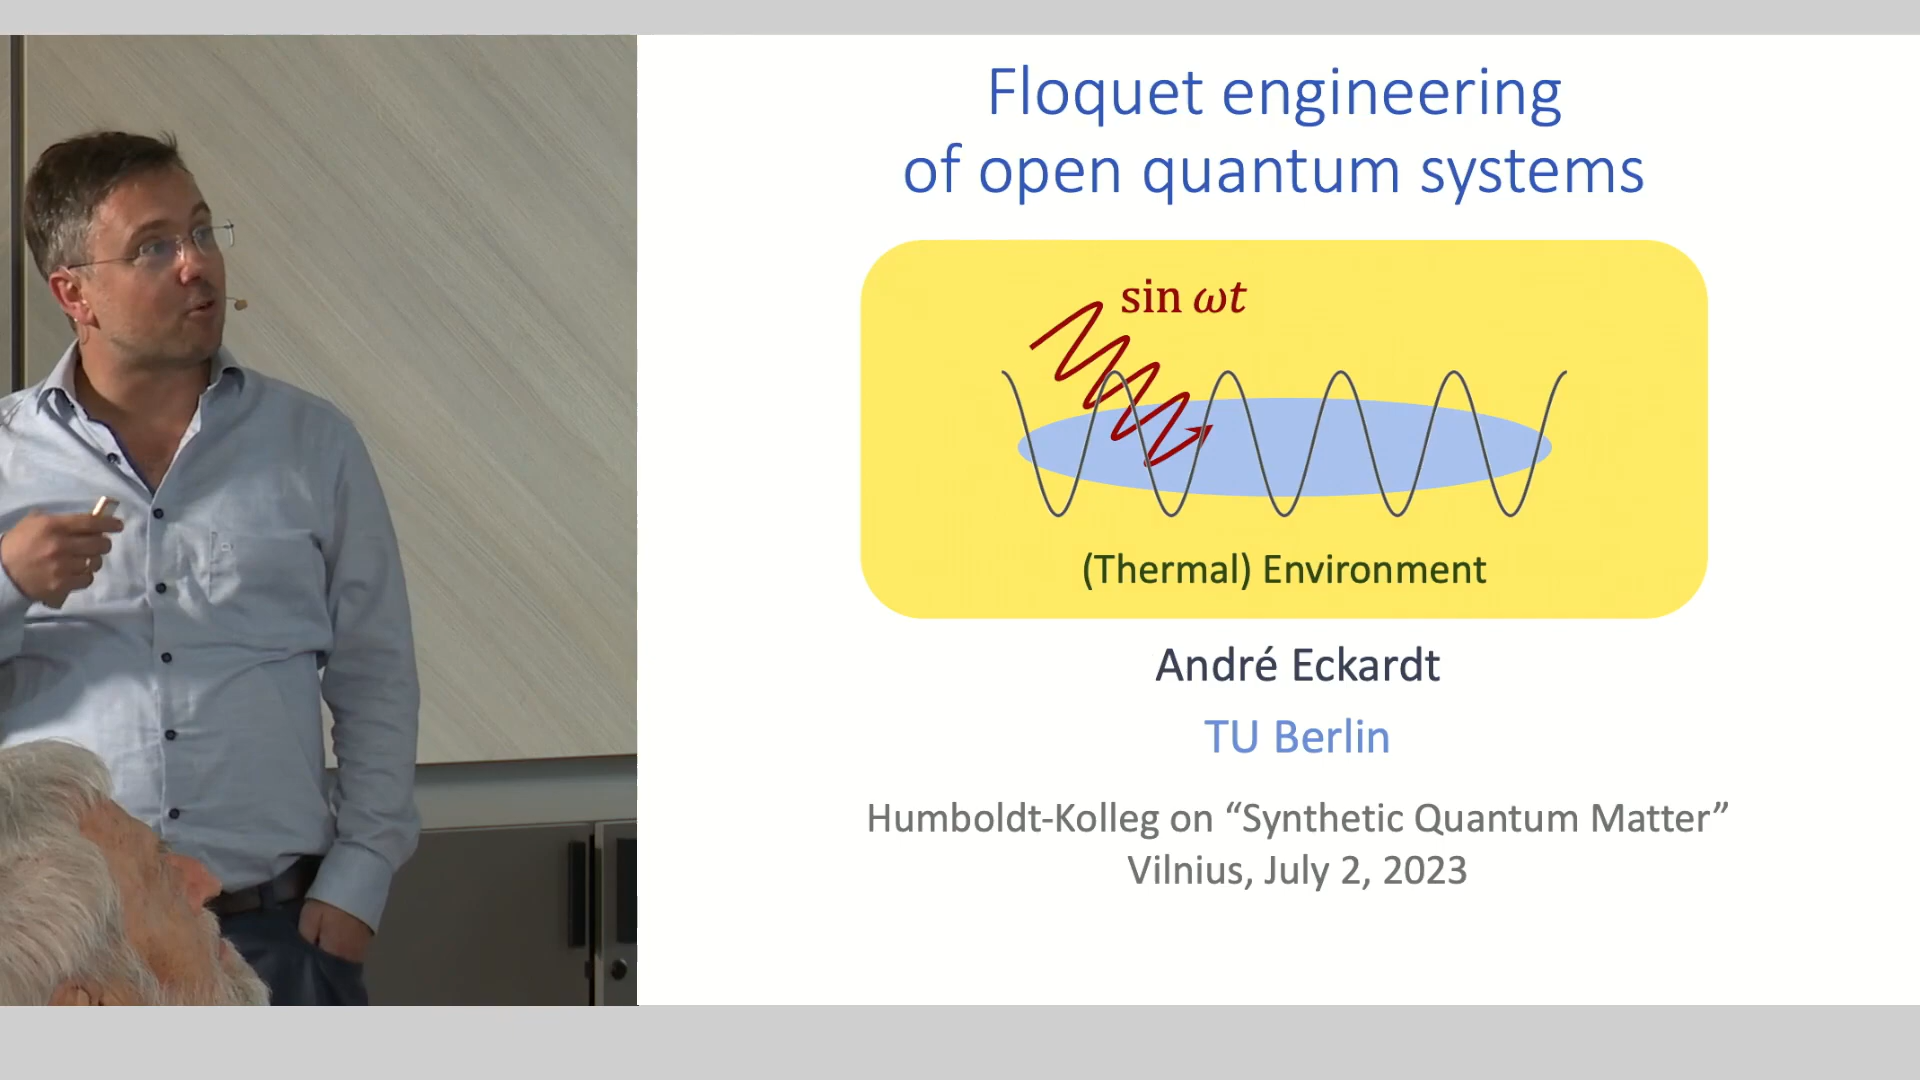 Floquet engineering
of open quantum systems
sin ωt
(Thermal) Environment
André Eckardt
TU Berlin
Humboldt-Kolleg on “Synthetic Quantum Matter”
Vilnius, July 2, 2023